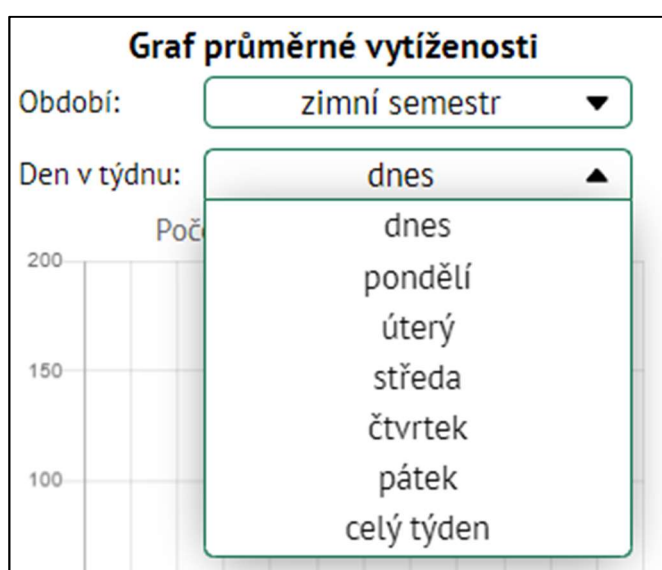 Graf průměrné vytíženosti
Období: zimní semestr
Den v týdnu: dnes
dnes
pondělí
úterý
středa
čtvrtek
pátek
celý týden
200
150
100